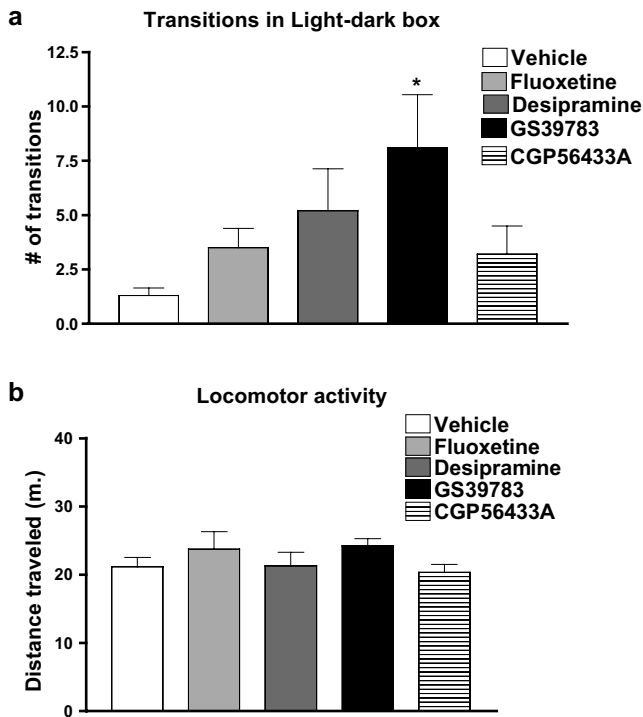 a
Transitions in Light-dark box
# of transitions
12.5
10.0
7.5
5.0
2.5
0.0
*
Vehicle
Fluoxetine
Desipramine
GS39783
CGP56433A
b
Locomotor activity
Distance traveled (m.)
40
30
20
10
0
Vehicle
Fluoxetine
Desipramine
GS39783
CGP56433A